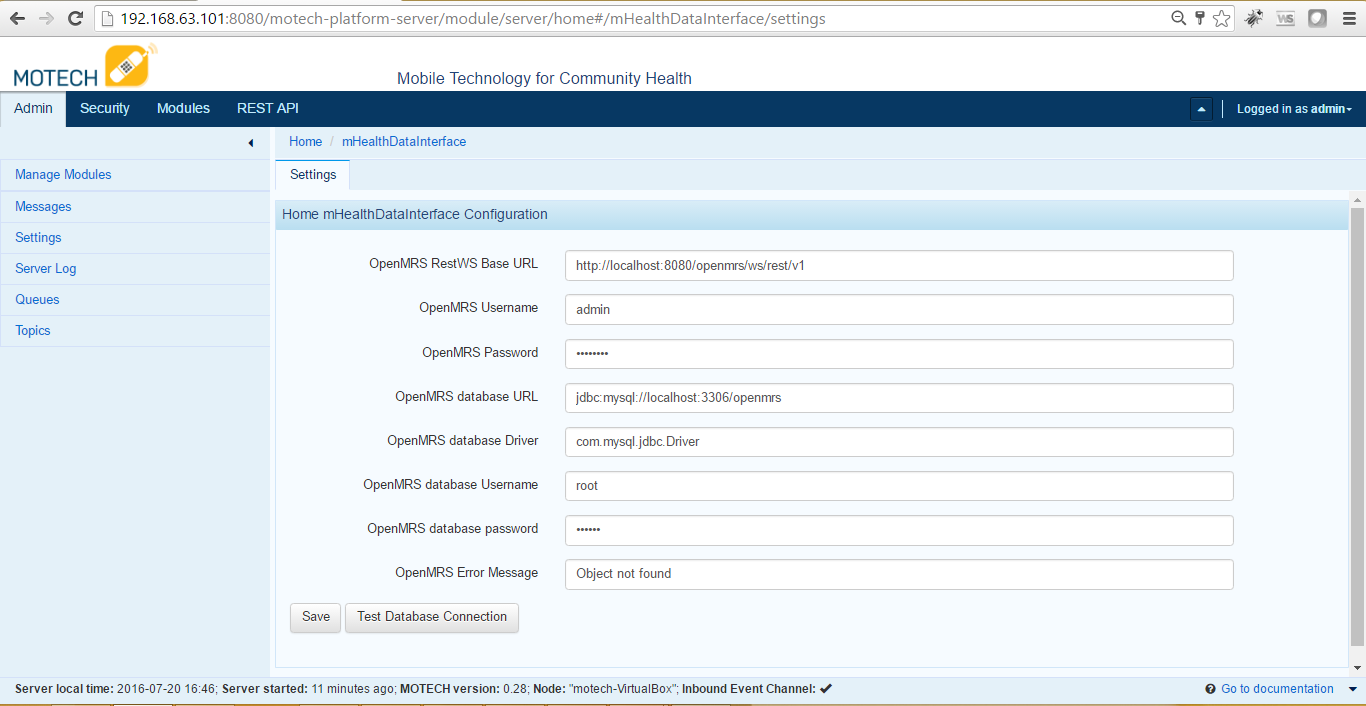 192.168.63.101:8080/motech-platform-server/module/server/home#/mHealthDataInterface/settings
WS
MOTECH
Mobile Technology for Community Health
Admin Security Modules REST API Logged in as admin
Home / mHealthDataInterface
Manage Modules
Messages
Settings
Server Log
Queues
Topics
Settings
Home mHealthDataInterface Configuration
OpenMRS RestWS Base URL http://localhost:8080/openmrs/ws/rest/v1
OpenMRS Username admin
OpenMRS Password ••••••••
OpenMRS database URL jdbc:mysql://localhost:3306/openmrs
OpenMRS database Driver com.mysql.jdbc.Driver
OpenMRS database Username root
OpenMRS database password ••••••
OpenMRS Error Message Object not found
Save Test Database Connection
Server local time: 2016-07-20 16:46; Server started: 11 minutes ago; MOTECH version: 0.28; Node: "motech-VirtualBox"; Inbound Event Channel: ✔ Go to documentation